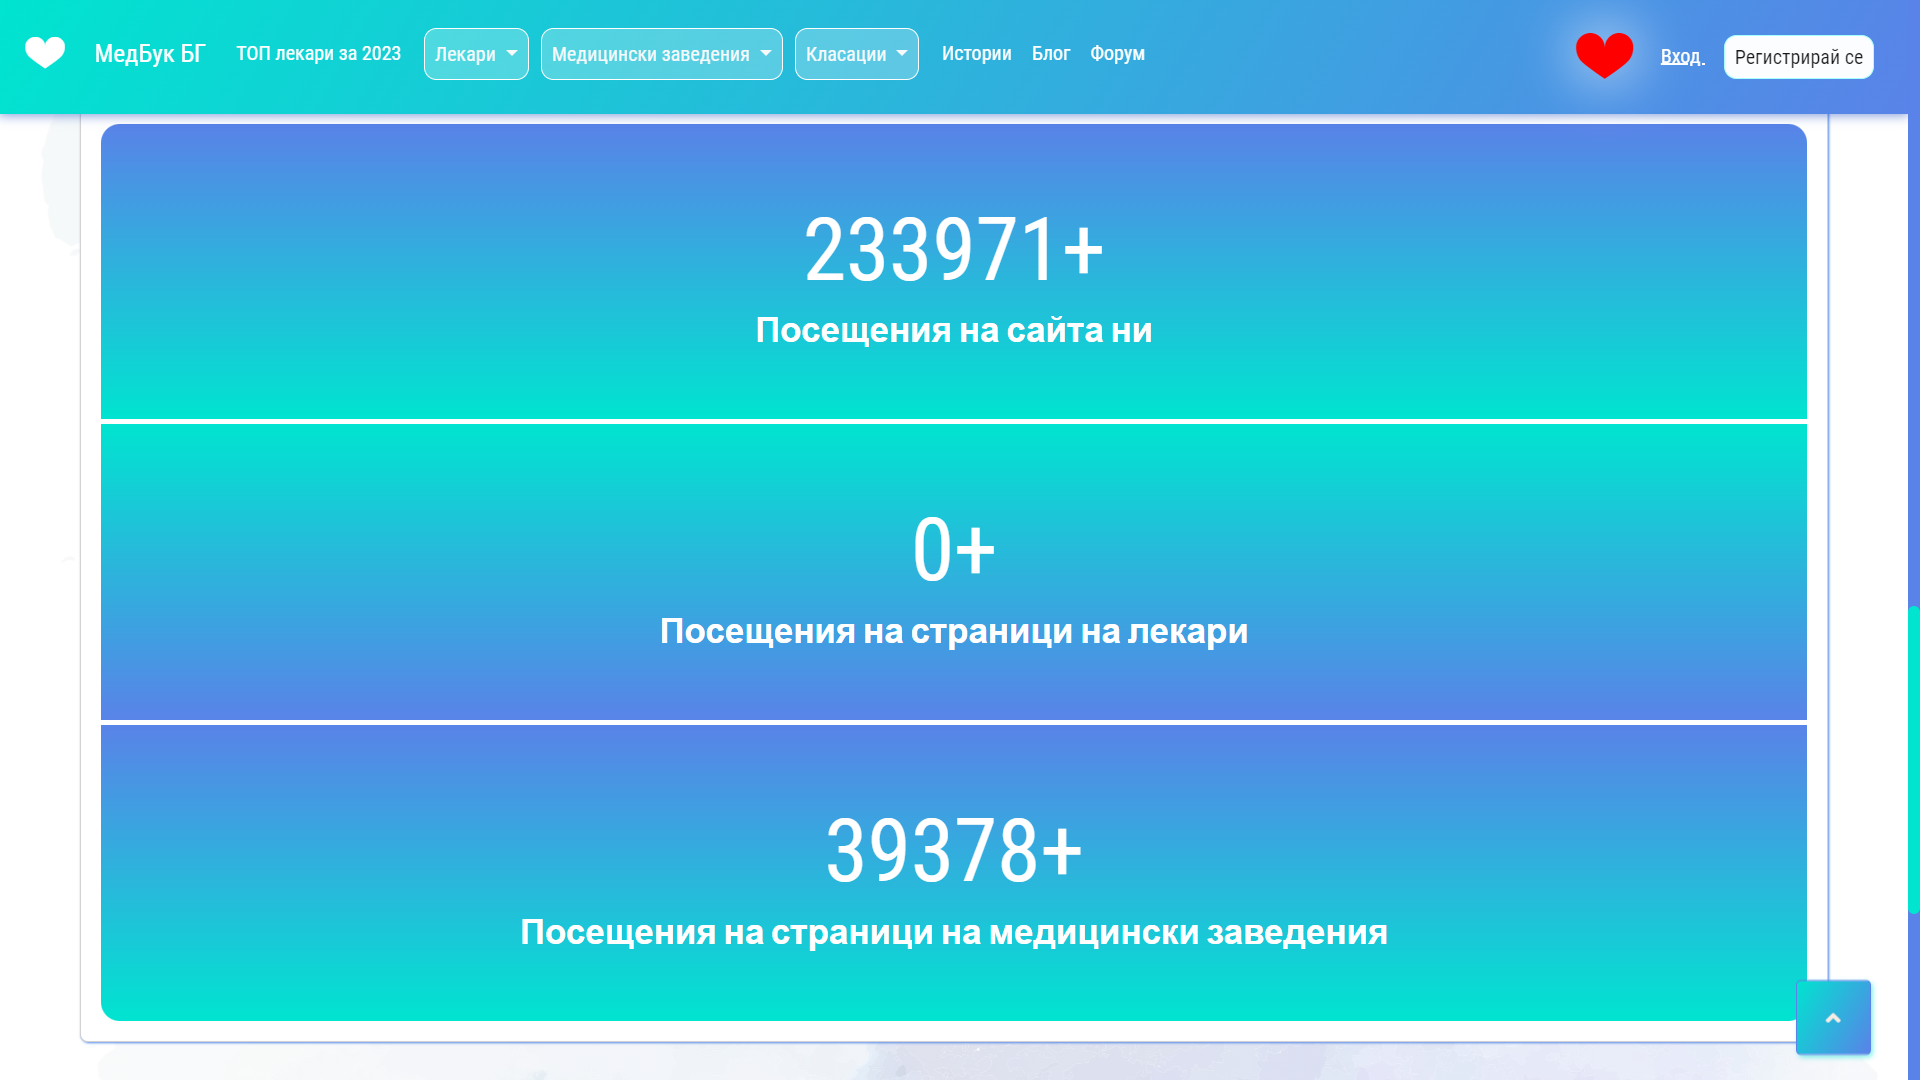 МедБук БГ ТОП лекари за 2023 Лекари Медицински заведения Класации Истории Блог Форум Вход Регистрирай се
233971+
Посещения на сайта ни
0+
Посещения на страници на лекари
39378+
Посещения на страници на медицински заведения